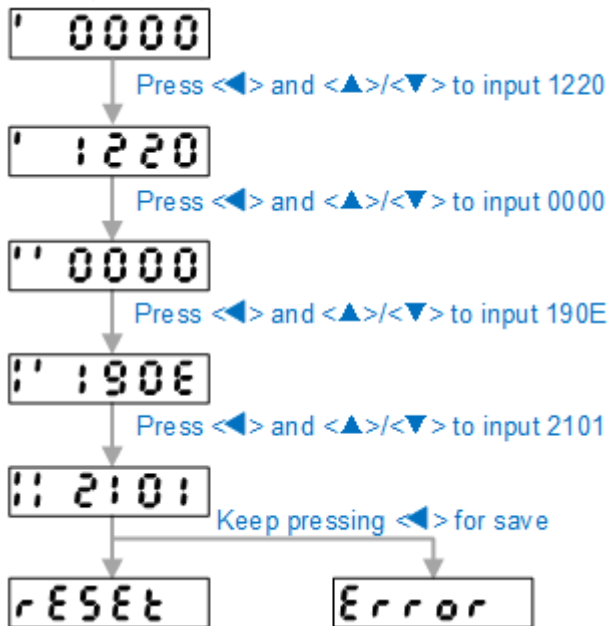 ' 0000
Press <◀> and <▲>/<▼> to input 1220
' 1220
Press <◀> and <▲>/<▼> to input 0000
'' 0000
Press <◀> and <▲>/<▼> to input 190E
¦' 190E
Press <◀> and <▲>/<▼> to input 2101
¦¦ 2101
Keep pressing <◀> for save
rESEt
Error